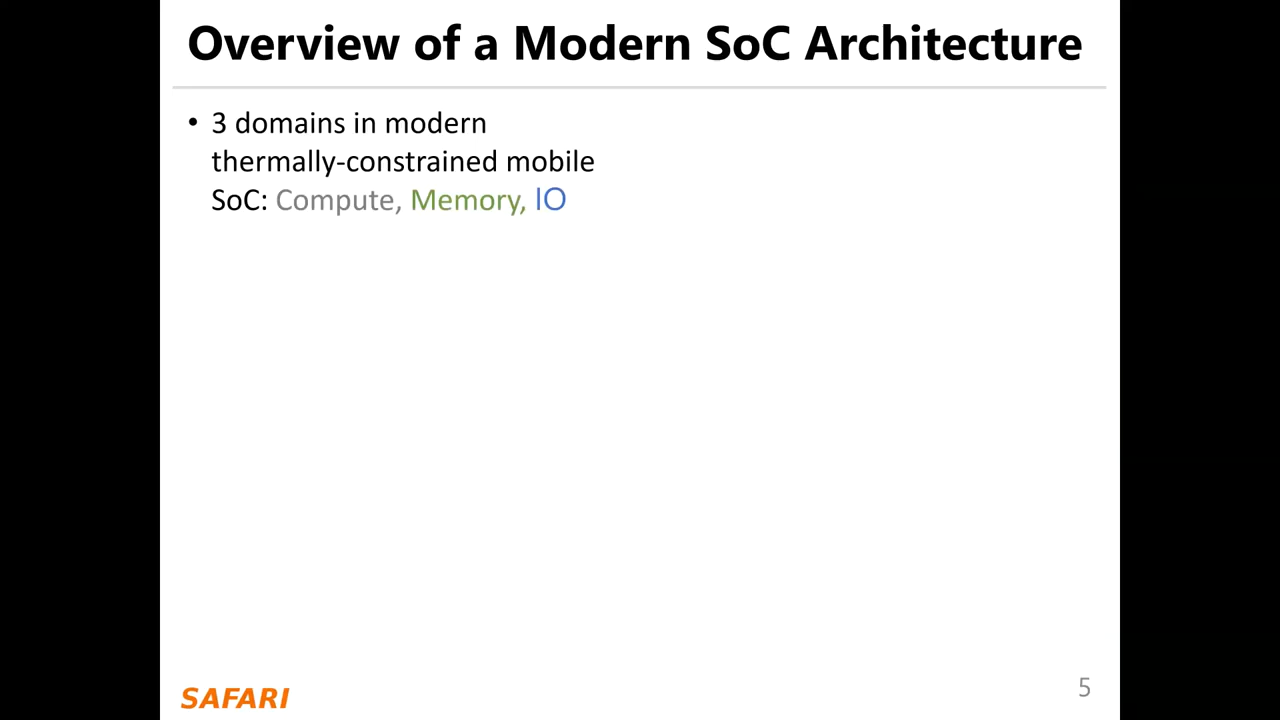 Overview of a Modern SoC Architecture
• 3 domains in modern
thermally-constrained mobile
SoC: Compute, Memory, IO
SAFARI
5